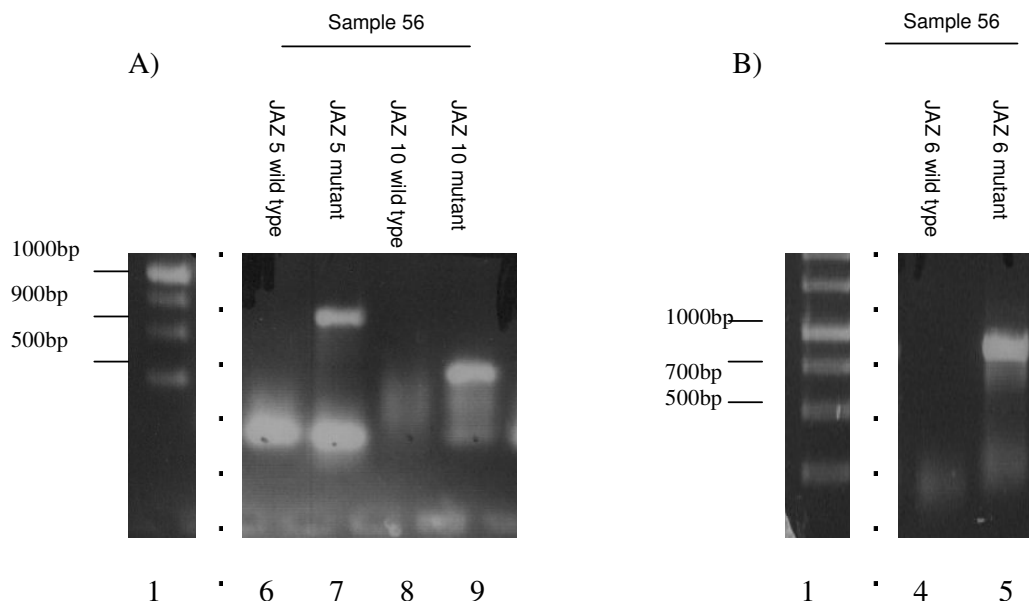 Sample 56
A)
JAZ 5 wild type
JAZ 5 mutant
JAZ 10 wild type
JAZ 10 mutant
1000bp
900bp
500bp
1
6
7
8
9
Sample 56
B)
JAZ 6 wild type
JAZ 6 mutant
1000bp
700bp
500bp
1
4
5